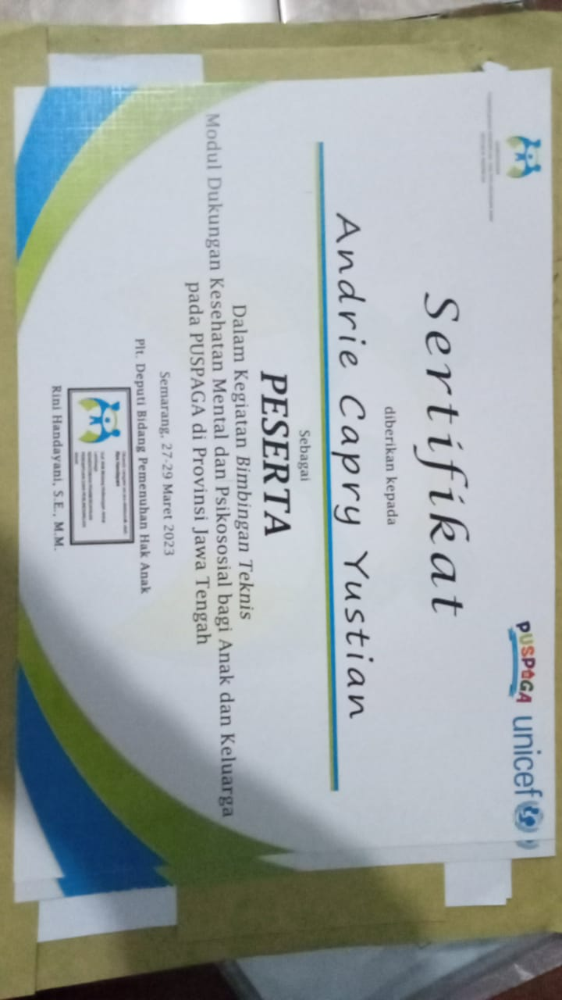 PUSPAGA unicef
Sertifikat
diberikan kepada
Andrie Capry Yustian
Sebagai
PESERTA
Dalam Kegiatan Bimbingan Teknis
Modul Dukungan Kesehatan Mental dan Psikososial bagi Anak dan Keluarga
pada PUSPAGA di Provinsi Jawa Tengah
Semarang, 27-29 Maret 2023
Plt. Deputi Bidang Pemenuhan Hak Anak
Rini Handayani, S.E., M.M.